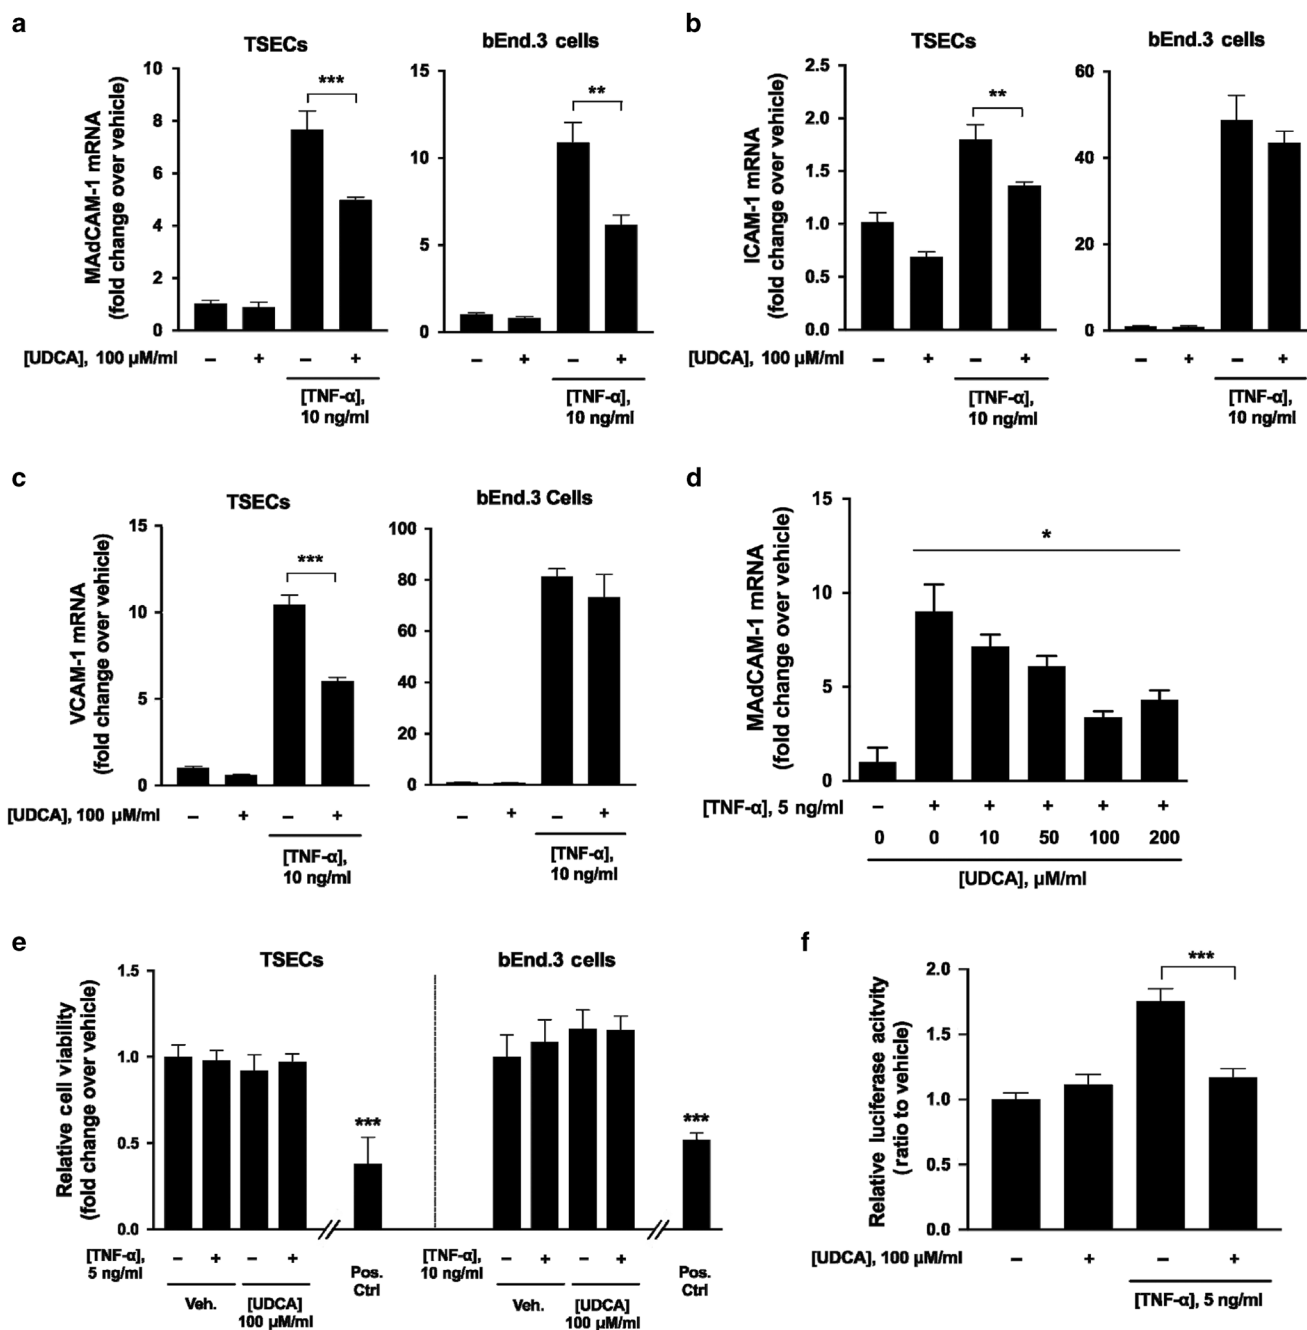 a
TSECs
bEnd.3 cells
MAdCAM-1 mRNA
(fold change over vehicle)
10
8
6
4
2
0
***
15
10
5
0
**
[UDCA], 100 µM/ml
– + – +
– + – +
[TNF-α],
10 ng/ml
[TNF-α],
10 ng/ml
b
TSECs
bEnd.3 cells
ICAM-1 mRNA
(fold change over vehicle)
2.5
2.0
1.5
1.0
0.5
0.0
**
60
40
20
0
[UDCA], 100 µM/ml
– + – +
– + – +
[TNF-α],
10 ng/ml
[TNF-α],
10 ng/ml
c
TSECs
bEnd.3 Cells
VCAM-1 mRNA
(fold change over vehicle)
15
10
5
0
***
100
80
60
40
20
0
[UDCA], 100 µM/ml
– + – +
– + – +
[TNF-α],
10 ng/ml
[TNF-α],
10 ng/ml
d
MAdCAM-1 mRNA
(fold change over vehicle)
15
10
5
0
*
[TNF-α], 5 ng/ml – + + + + +
0 0 10 50 100 200
[UDCA], µM/ml
e
TSECs
bEnd.3 cells
Relative cell viability
(fold change over vehicle)
1.5
1.0
0.5
0.0
***
***
[TNF-α],
5 ng/ml
– + – +
Veh.
[UDCA]
100 µM/ml
Pos.
Ctrl
[TNF-α],
10 ng/ml
– + – +
Veh.
[UDCA]
100 µM/ml
Pos.
Ctrl
f
Relative luciferase acitvity
(ratio to vehicle)
2.0
1.5
1.0
0.5
0.0
***
[UDCA], 100 µM/ml – + – +
[TNF-α], 5 ng/ml